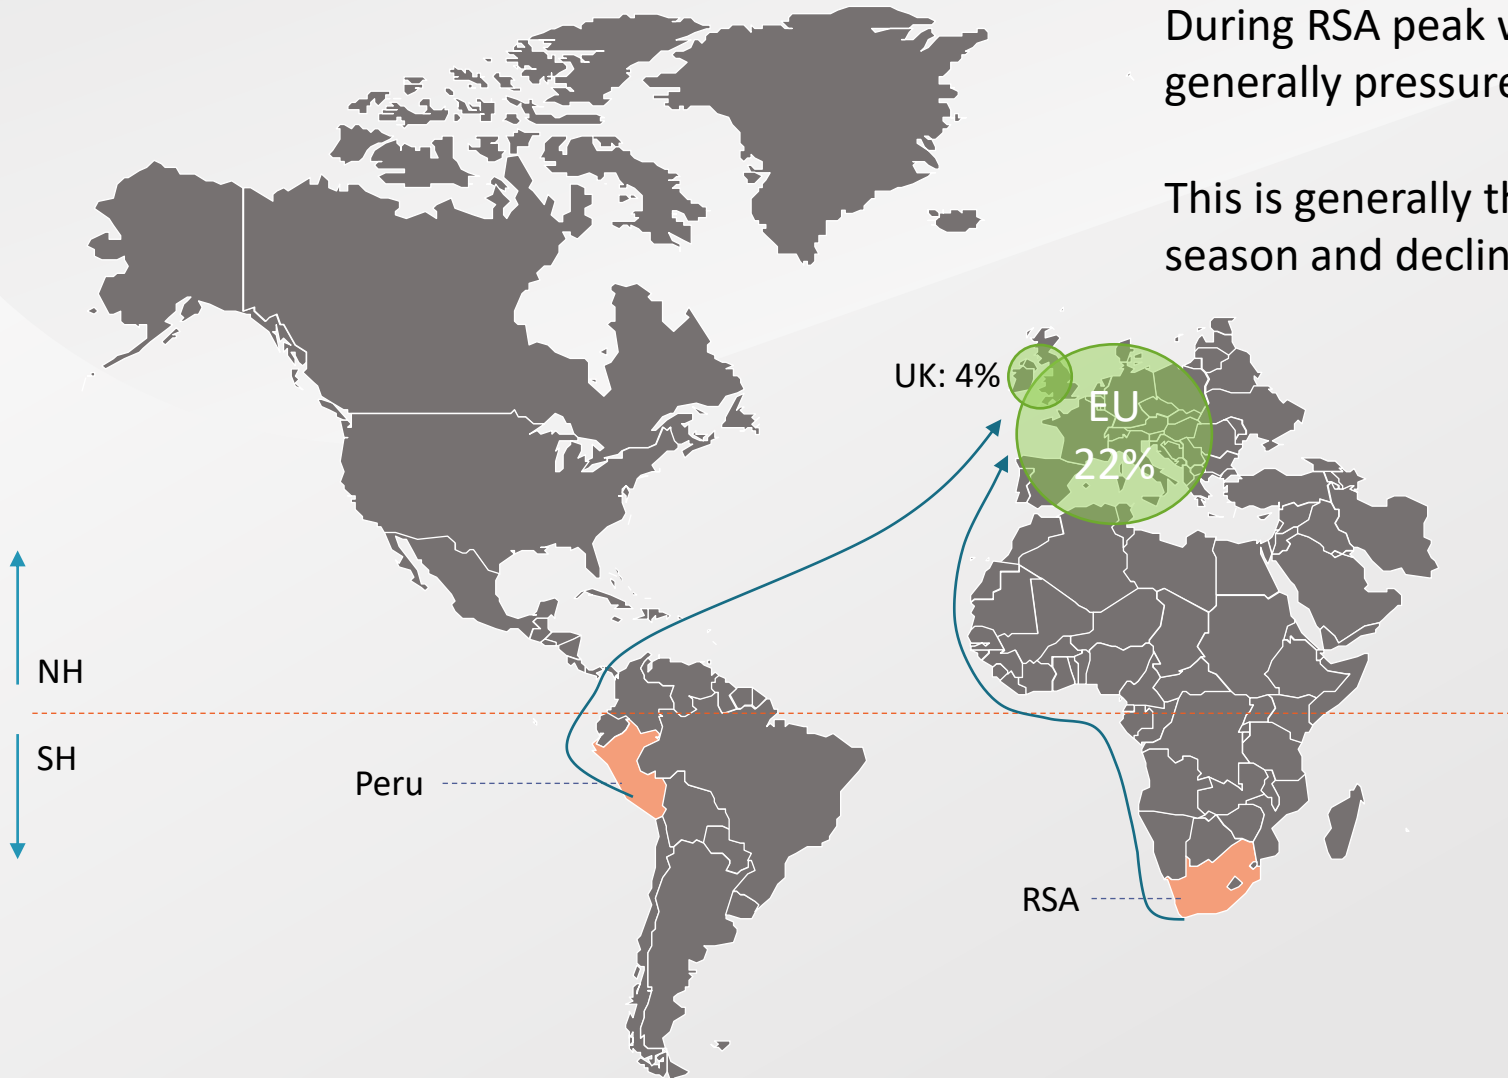 During RSA peak
generally pressure
This is generally
season and declin
UK: 4%
EU
22%
NH
SH
Peru
RSA